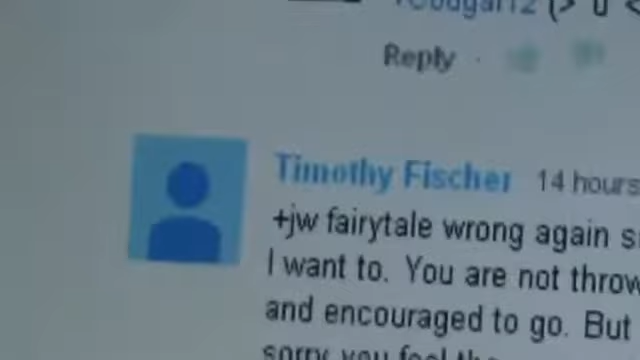 Reply
Timothy Fischer 14 hours
+jw fairytale wrong again
I want to. You are not throw
and encouraged to go. But
sorry you feel